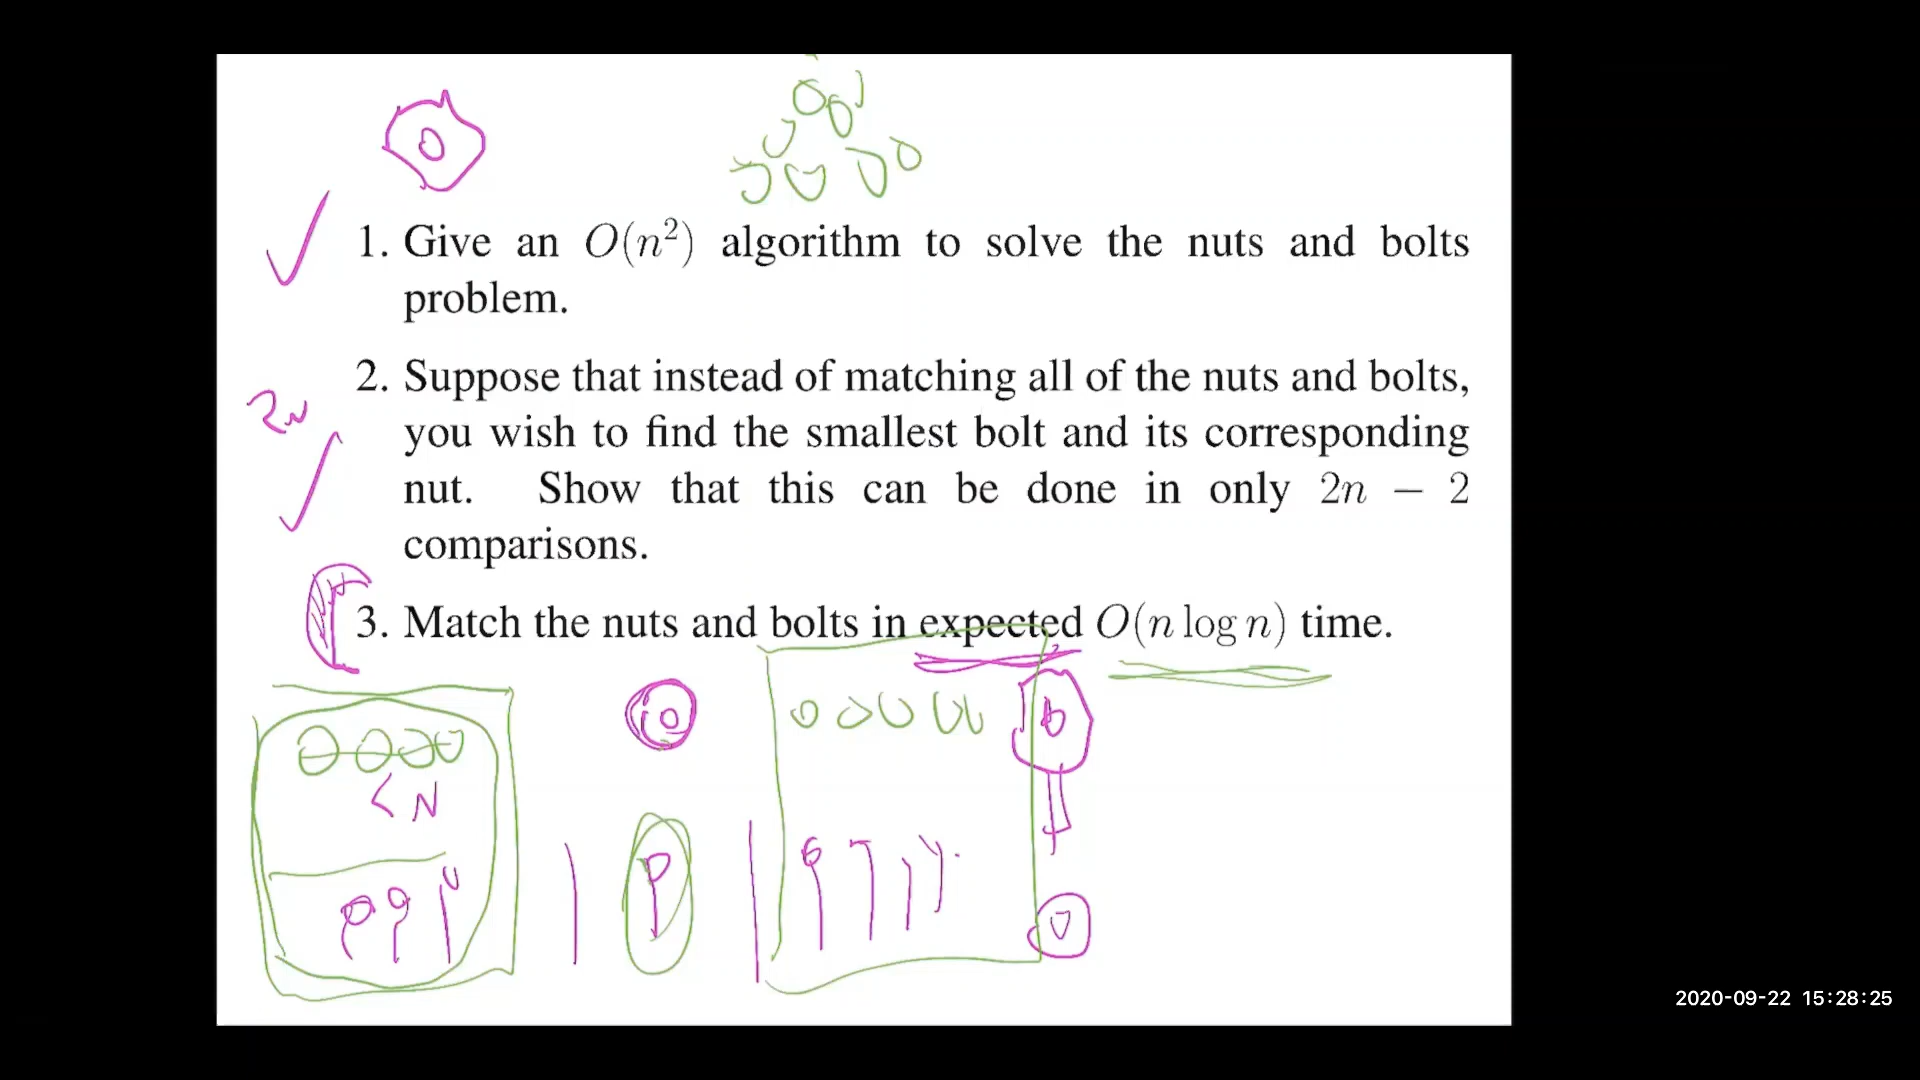 1. Give an O(n²) algorithm to solve the nuts and bolts
problem.
2n
2. Suppose that instead of matching all of the nuts and bolts,
you wish to find the smallest bolt and its corresponding
nut. Show that this can be done in only 2n − 2
comparisons.
3. Match the nuts and bolts in expected O(n log n) time.
< N
2020-09-22 15:28:25